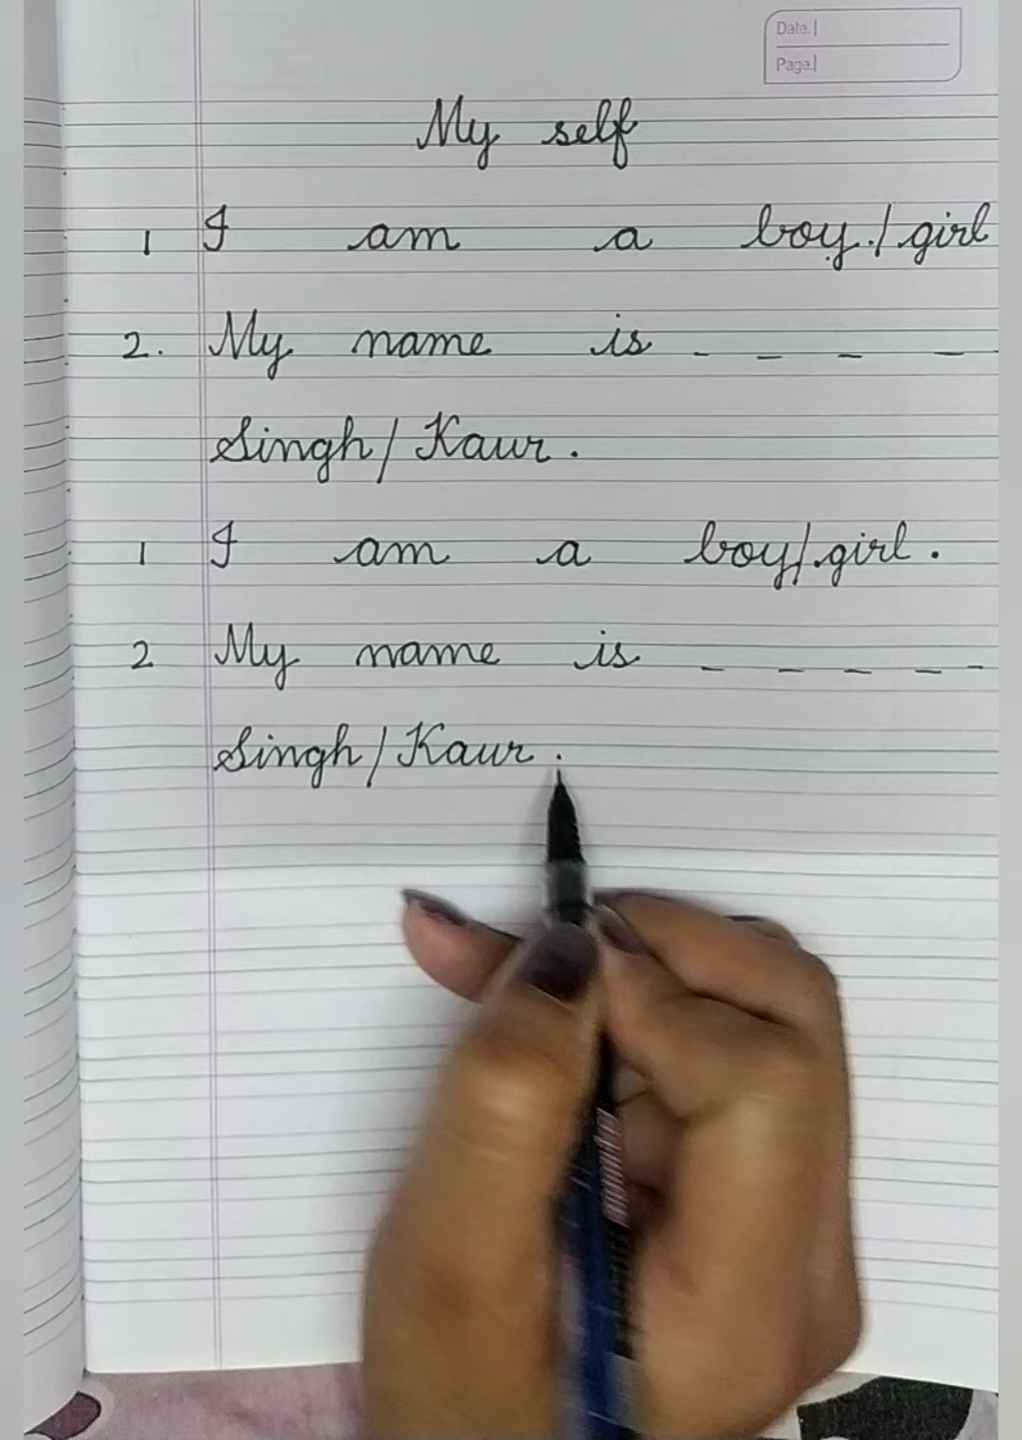 Date.
Page.
My self
1 I am a boy./girl
2. My name is _ _ _ _
Singh/Kaur.
1 I am a boy/girl.
2 My name is _ _ _ _ _
Singh/Kaur.